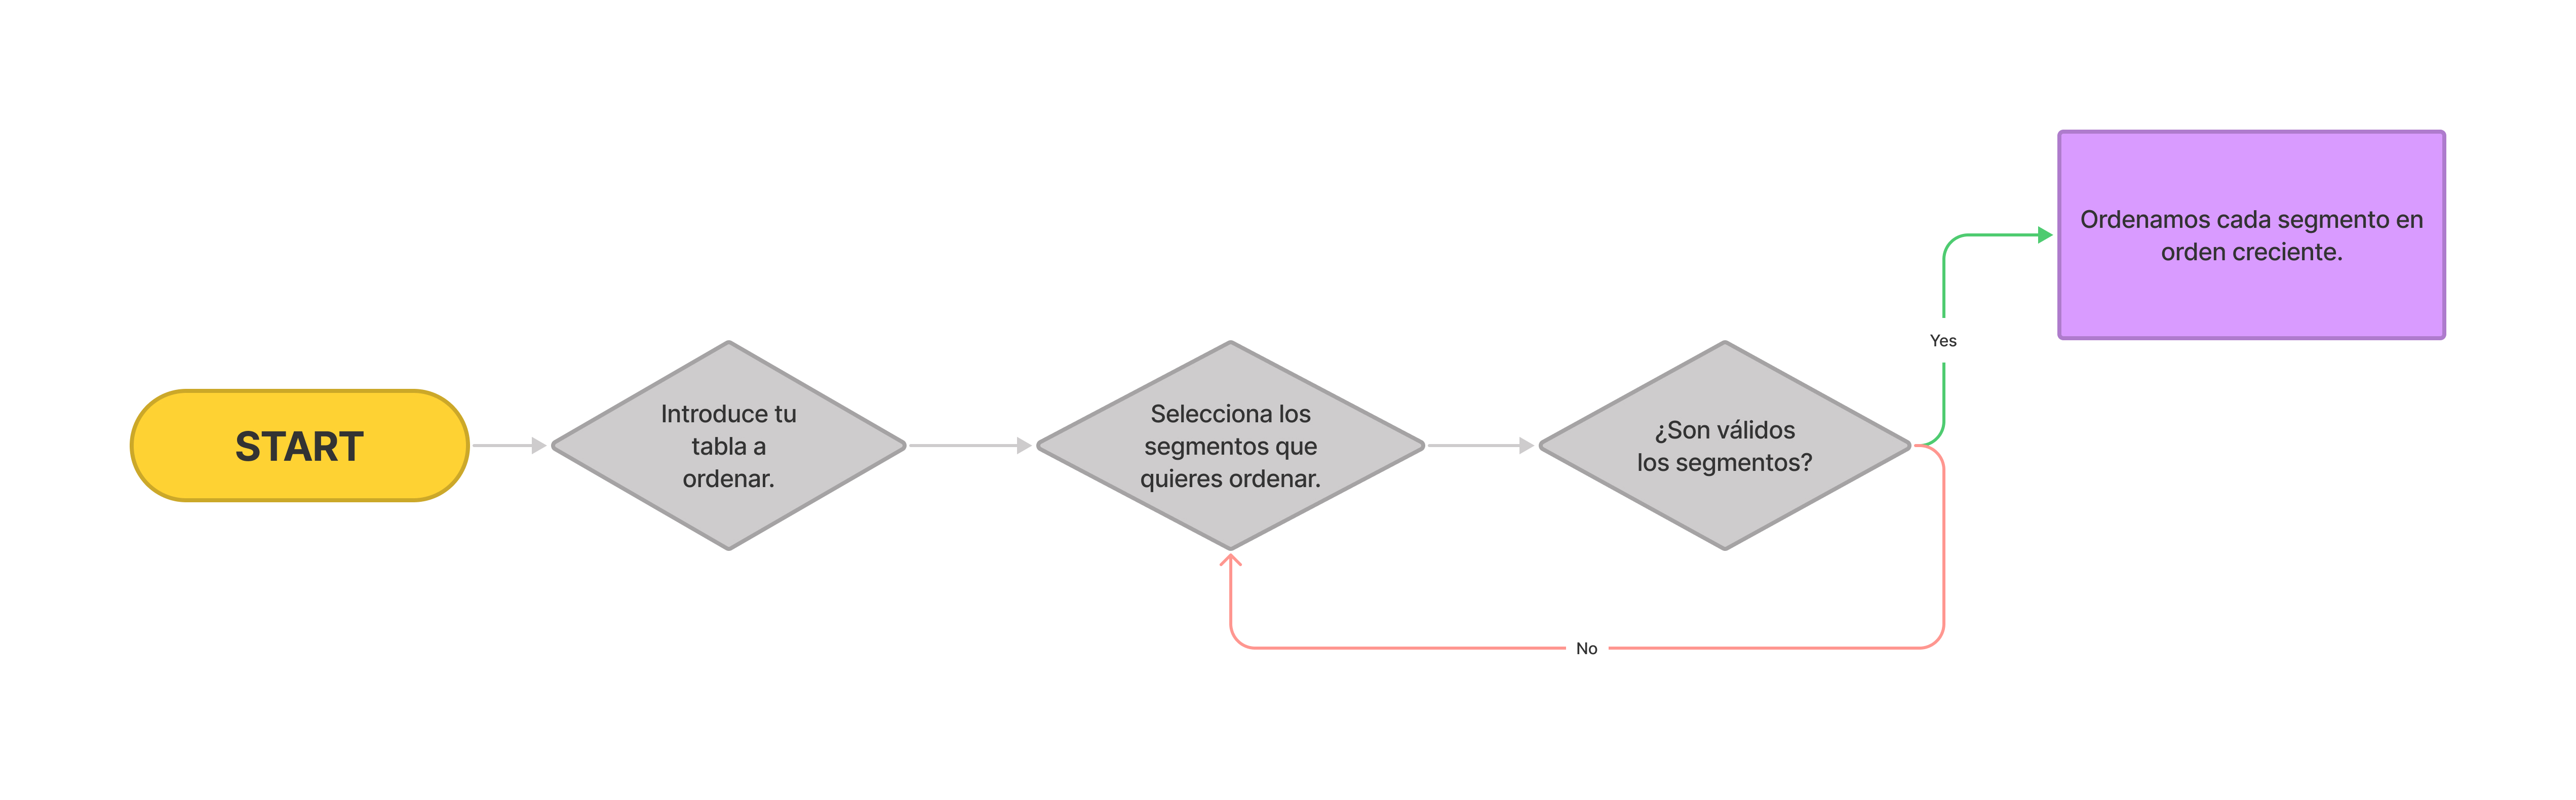 START
Introduce tu
tabla a
ordenar.
Selecciona los
segmentos que
quieres ordenar.
¿Son válidos
los segmentos?
Yes
Ordenamos cada segmento en
orden creciente.
No